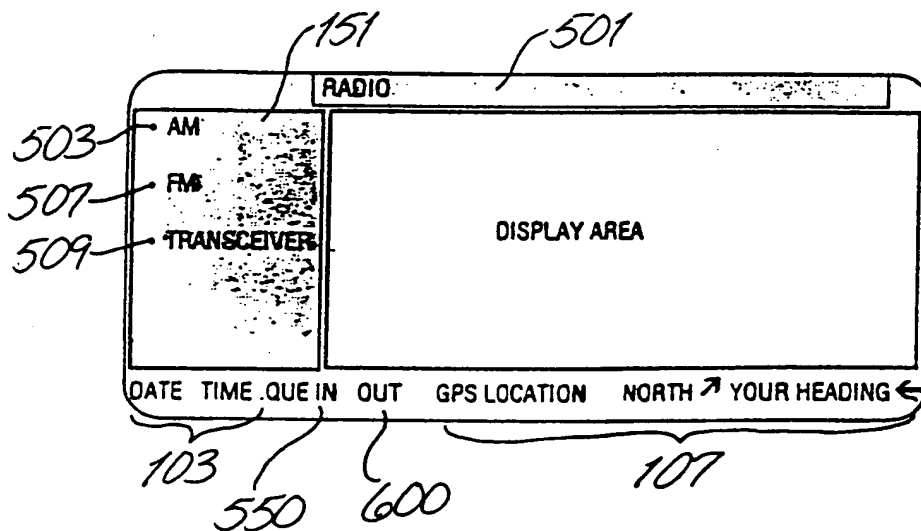 151 501
RADIO
503 AM
507 FM
509 TRANSCEIVER
DISPLAY AREA
DATE TIME .QUE IN OUT GPS LOCATION NORTH ↗ YOUR HEADING ←
103 550 600 107